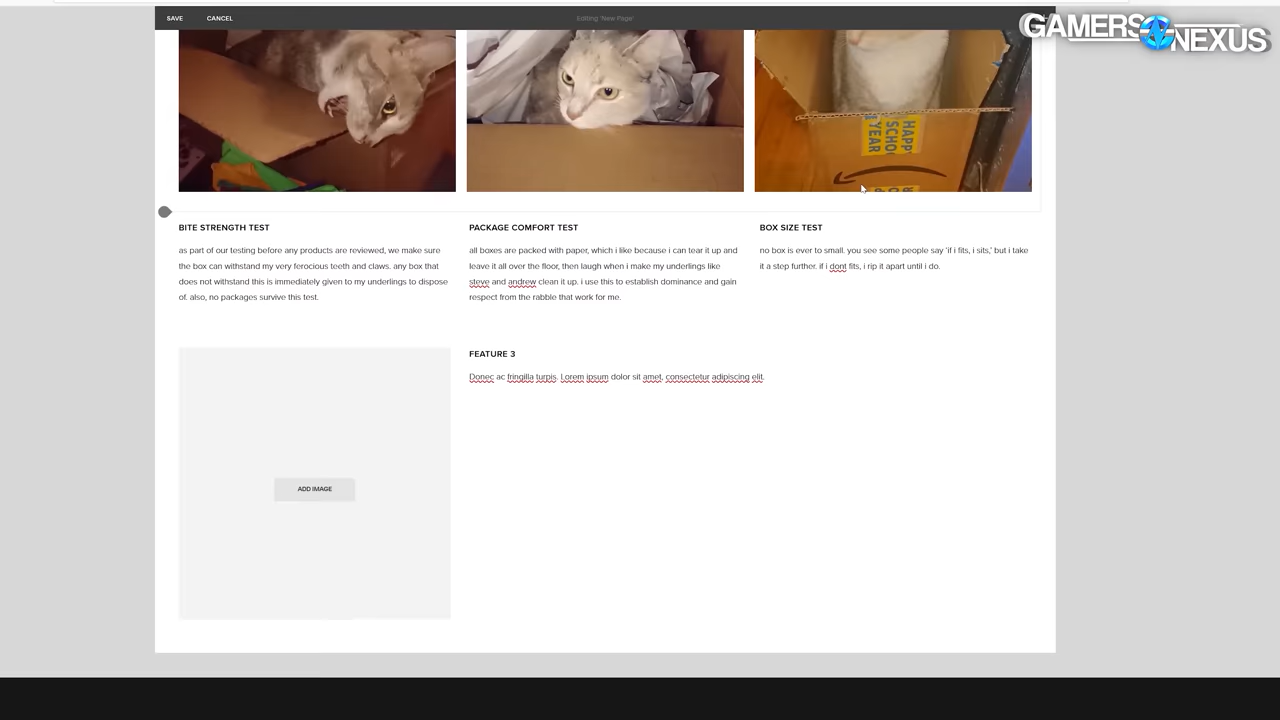 SAVE CANCEL Editing 'New Page'
GAMERS NEXUS
HAPPY
SCHOO
YEAR
BITE STRENGTH TEST
as part of our testing before any products are reviewed, we make sure
the box can withstand my very ferocious teeth and claws. any box that
does not withstand this is immediately given to my underlings to dispose
of. also, no packages survive this test.
PACKAGE COMFORT TEST
all boxes are packed with paper, which i like because i can tear it up and
leave it all over the floor, then laugh when i make my underlings like
steve and andrew clean it up. i use this to establish dominance and gain
respect from the rabble that work for me.
BOX SIZE TEST
no box is ever to small. you see some people say 'if i fits, i sits,' but i take
it a step further. if i dont fits, i rip it apart until i do.
FEATURE 3
Donec ac fringilla turpis. Lorem ipsum dolor sit amet, consectetur adipiscing elit.
ADD IMAGE